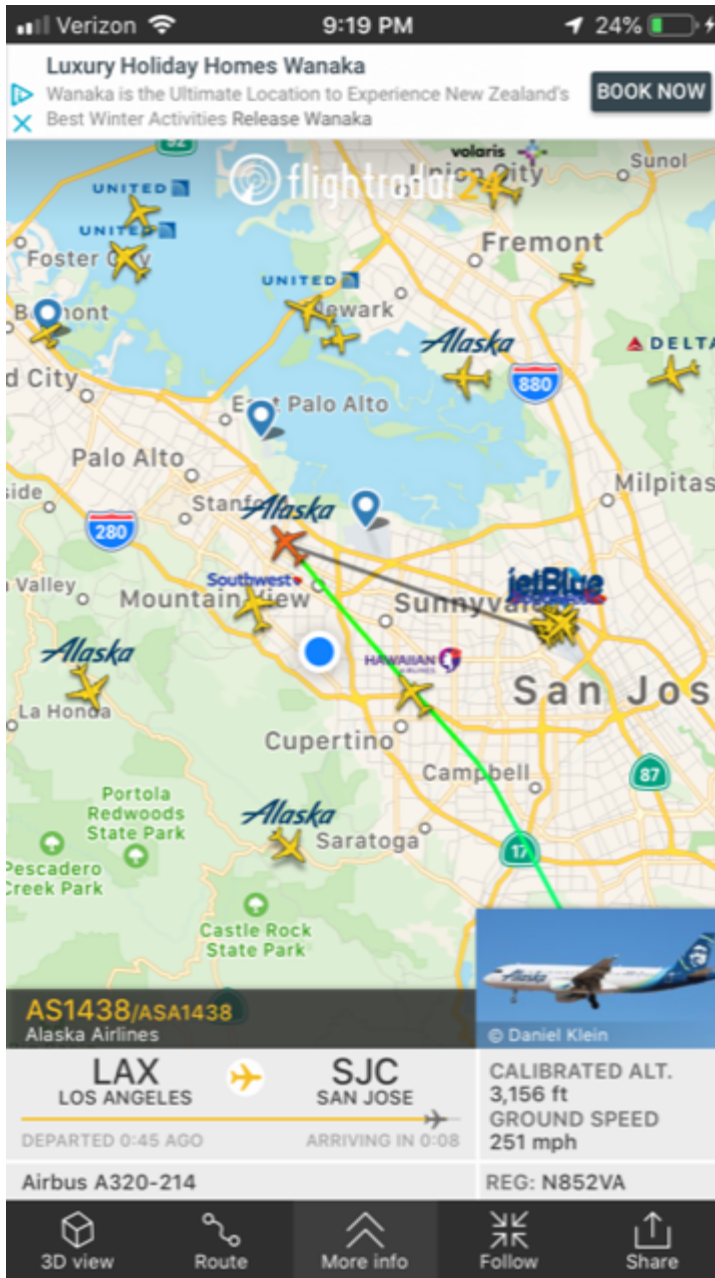 Verizon 9:19 PM 24%
Luxury Holiday Homes Wanaka
Wanaka is the Ultimate Location to Experience New Zealand's
Best Winter Activities Release Wanaka
BOOK NOW
volaris
flightradar24
Union City
Sunol
UNITED
UNITED
Foster City
Fremont
UNITED
Newark
Alaska
DELTA
880
East Palo Alto
Palo Alto
Milpitas
Alaska
280
jetBlue
Southwest
Mountain View
Sunnyvale
Alaska
HAWAIIAN
AIRLINES
La Honda
San Jos
Cupertino
Campbell
87
Portola
Redwoods
State Park
Alaska
Saratoga
17
Pescadero
Creek Park
Castle Rock
State Park
Alaska
AS1438/ASA1438
Alaska Airlines
© Daniel Klein
LAX
LOS ANGELES
SJC
SAN JOSE
DEPARTED 0:45 AGO
ARRIVING IN 0:08
CALIBRATED ALT.
3,156 ft
GROUND SPEED
251 mph
Airbus A320-214
REG: N852VA
3D view
Route
More info
Follow
Share